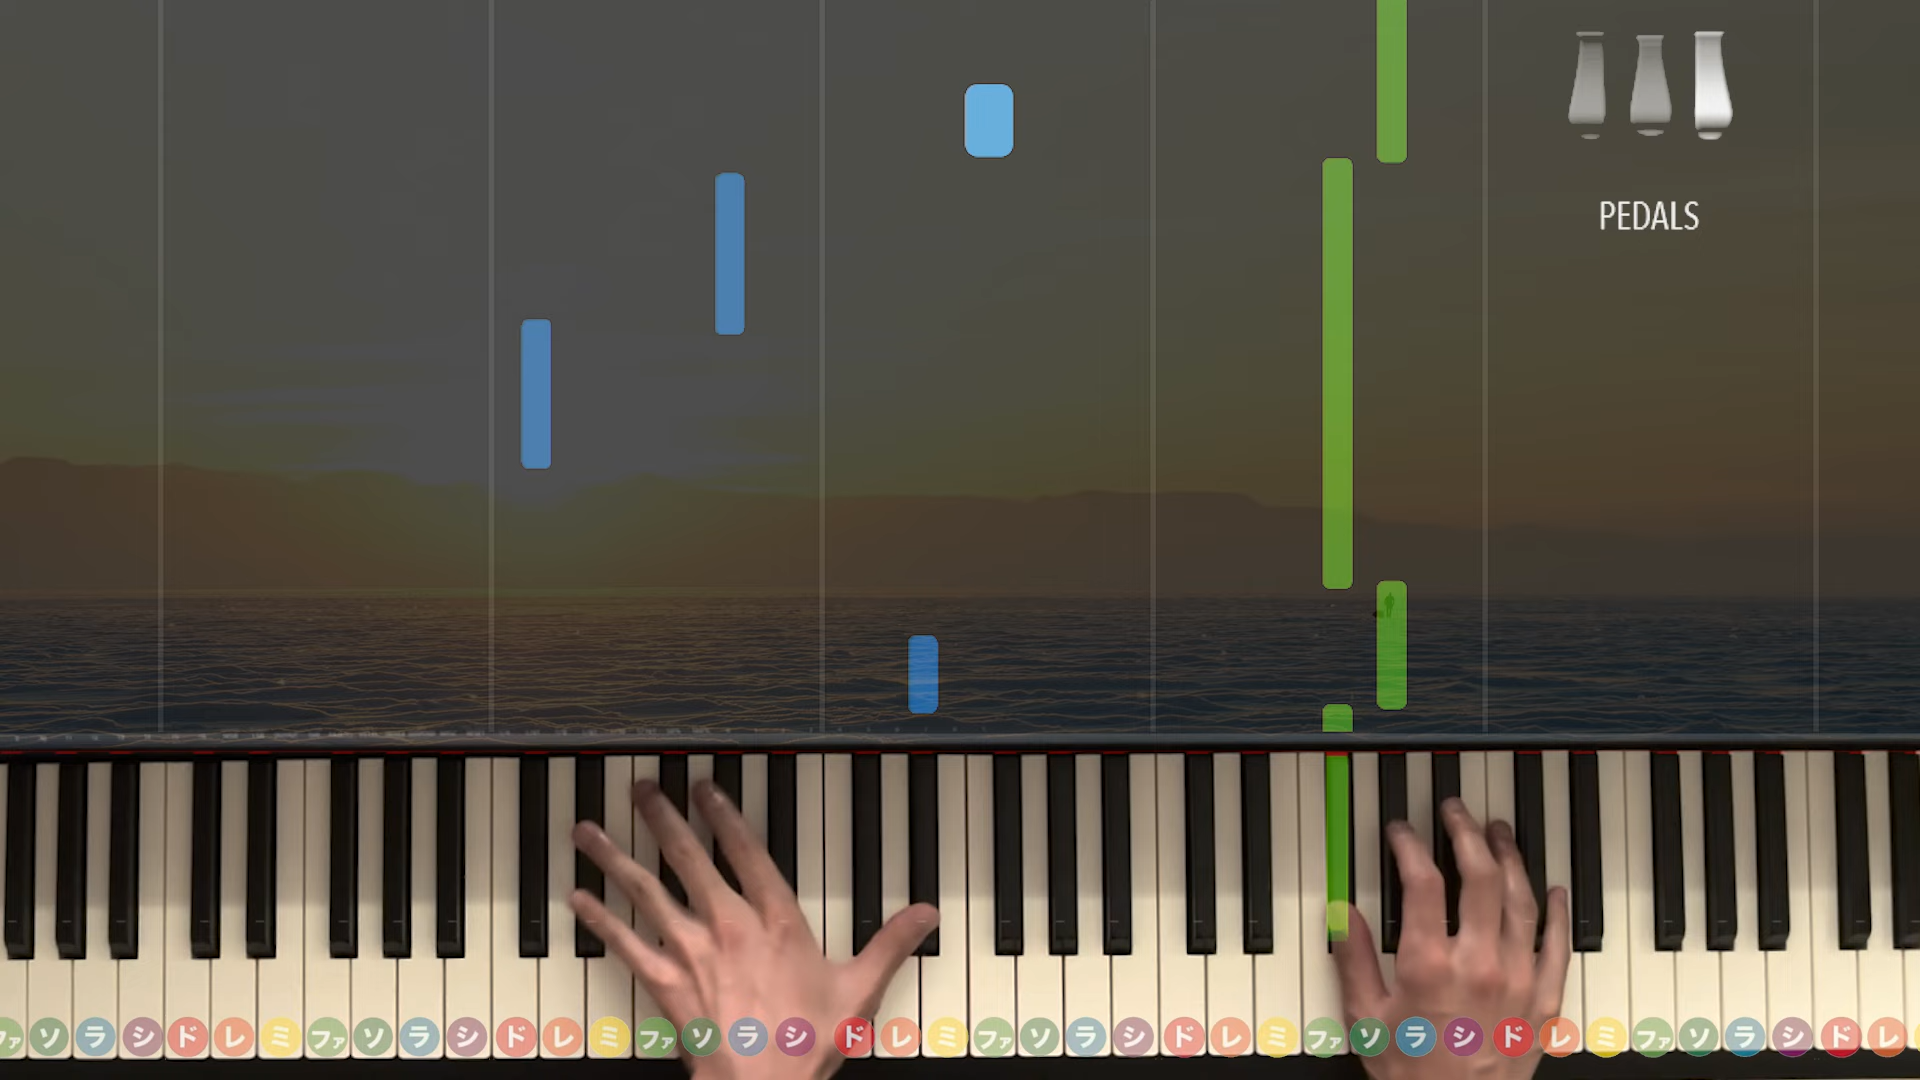 PEDALS
ファ ソ ラ シ ド レ ミ ファ ソ ラ シ ド レ ミ ファ ソ ラ シ ド レ ミ ファ ソ ラ シ ド レ ミ ファ ソ ラ シ ド レ ミ ファ ソ ラ シ ド レ